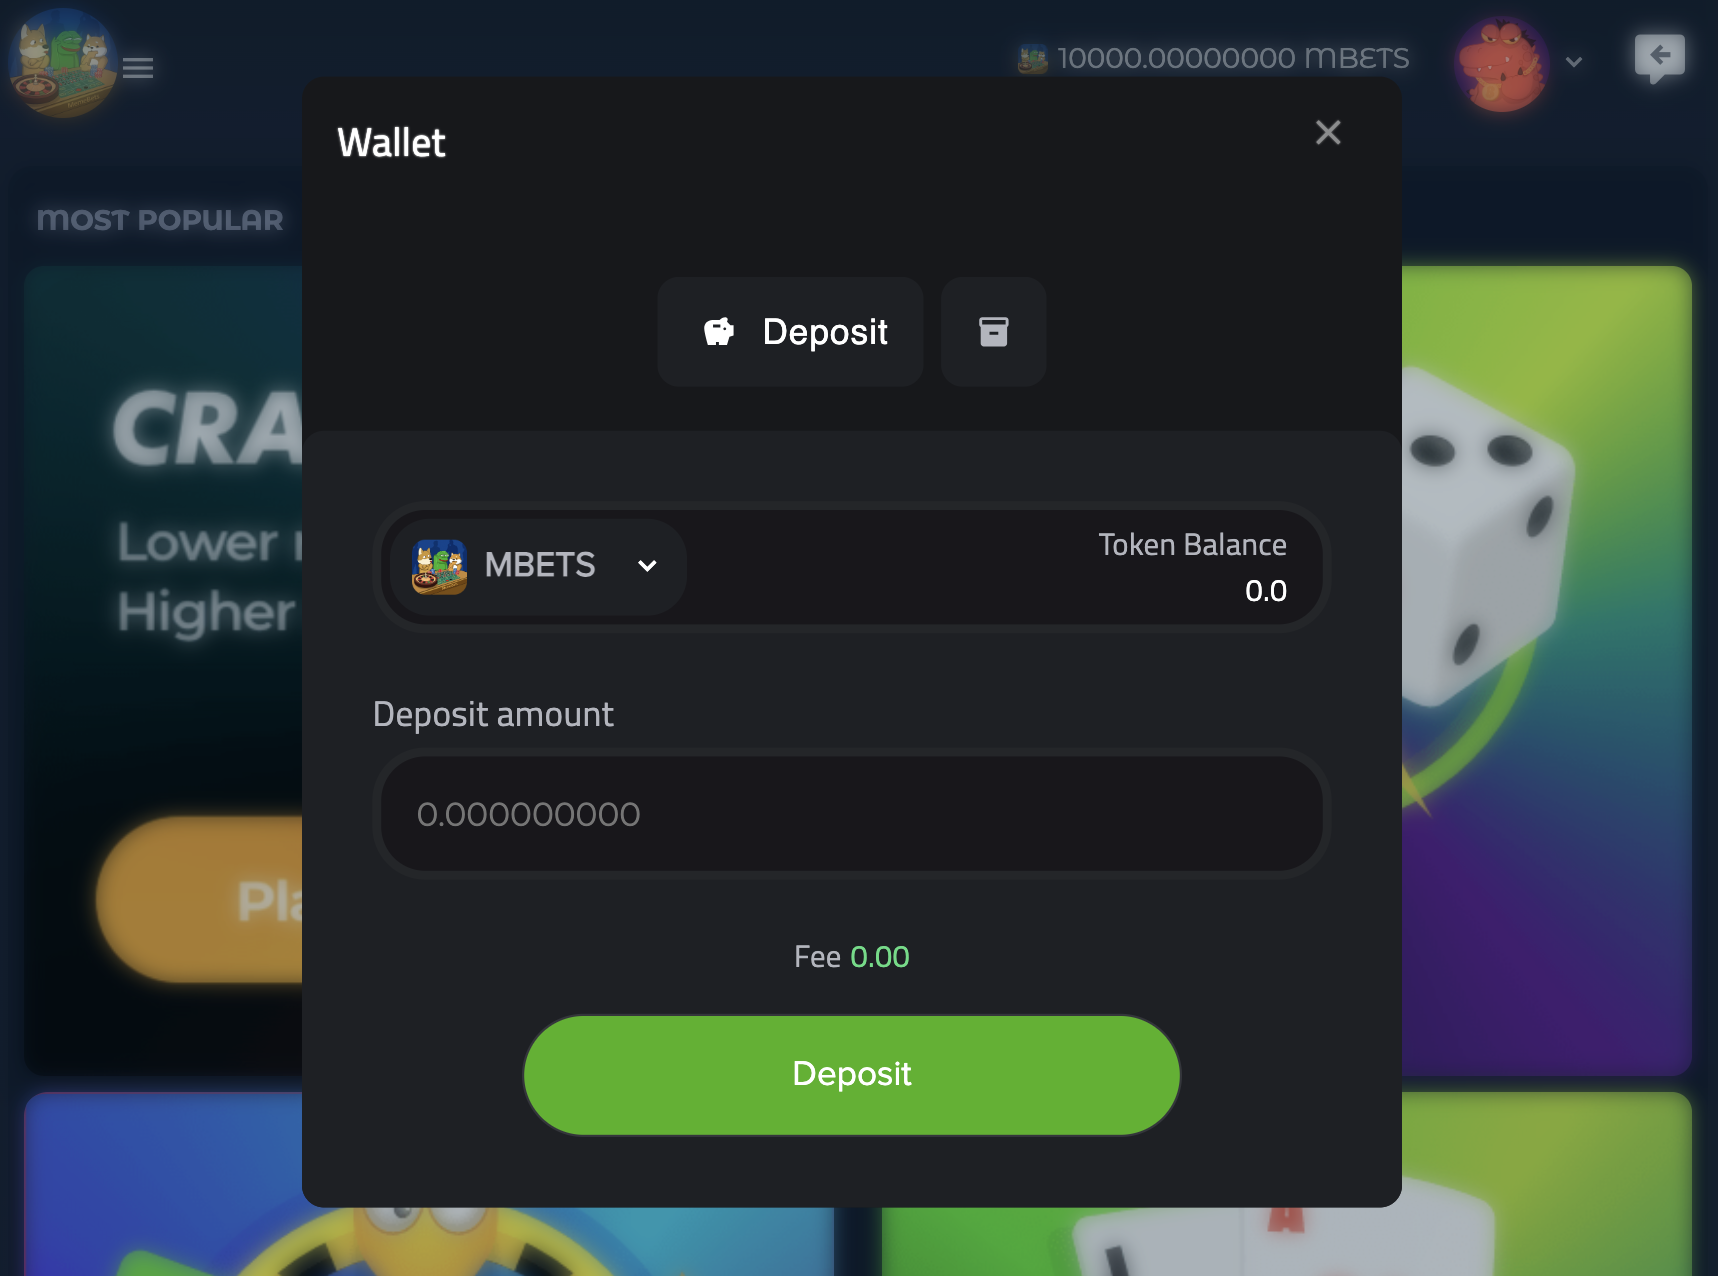 10000.00000000 MBETS
Wallet
MOST POPULAR
Deposit
CRA
MBETS
Token Balance
0.0
Lower
Higher
Deposit amount
0.000000000
Pla
Fee 0.00
Deposit
A